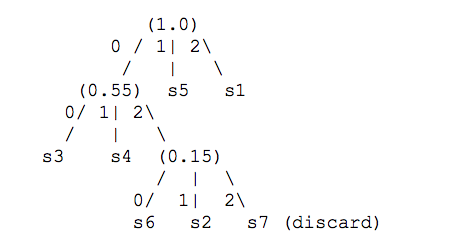 (1.0)
0 / 1| 2\
/ | \
(0.55) s5 s1
0/ 1| 2\
/ | \
s3 s4 (0.15)
/ | \
0/ 1| 2\
s6 s2 s7 (discard)